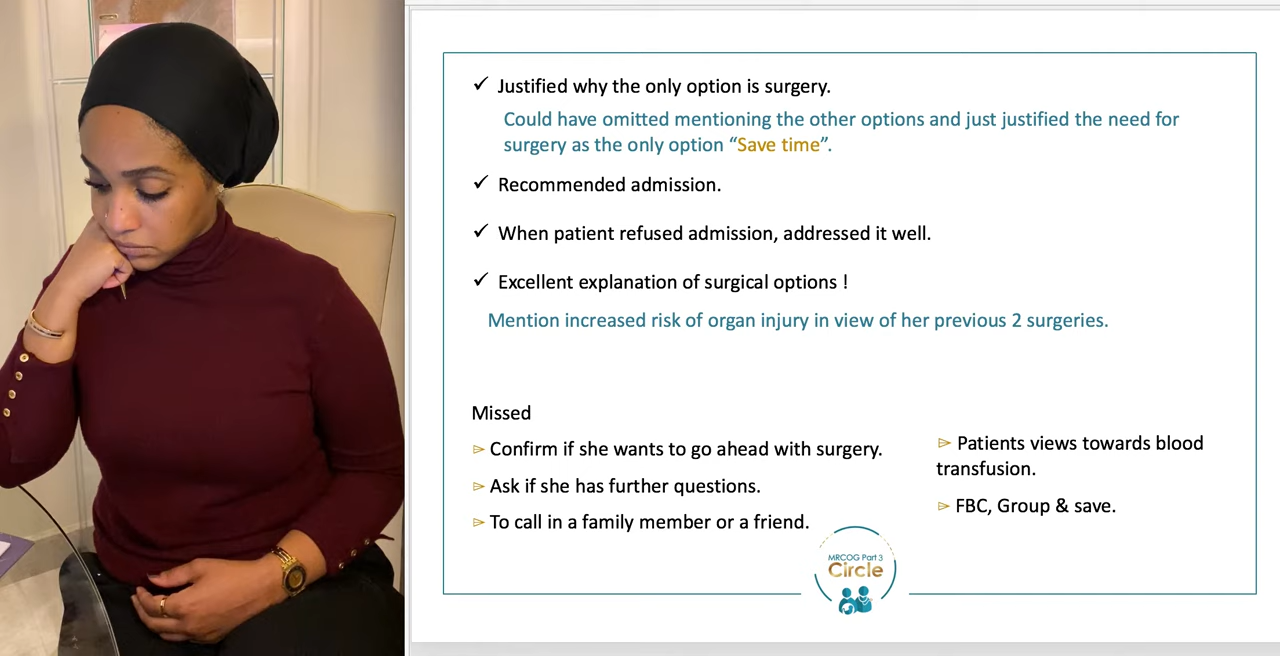 ✓ Justified why the only option is surgery.
Could have omitted mentioning the other options and just justified the need for
surgery as the only option “Save time”.
✓ Recommended admission.
✓ When patient refused admission, addressed it well.
✓ Excellent explanation of surgical options !
Mention increased risk of organ injury in view of her previous 2 surgeries.
Missed
Confirm if she wants to go ahead with surgery.
Ask if she has further questions.
To call in a family member or a friend.
Patients views towards blood
transfusion.
FBC, Group & save.
MRCOG Part 3
Circle